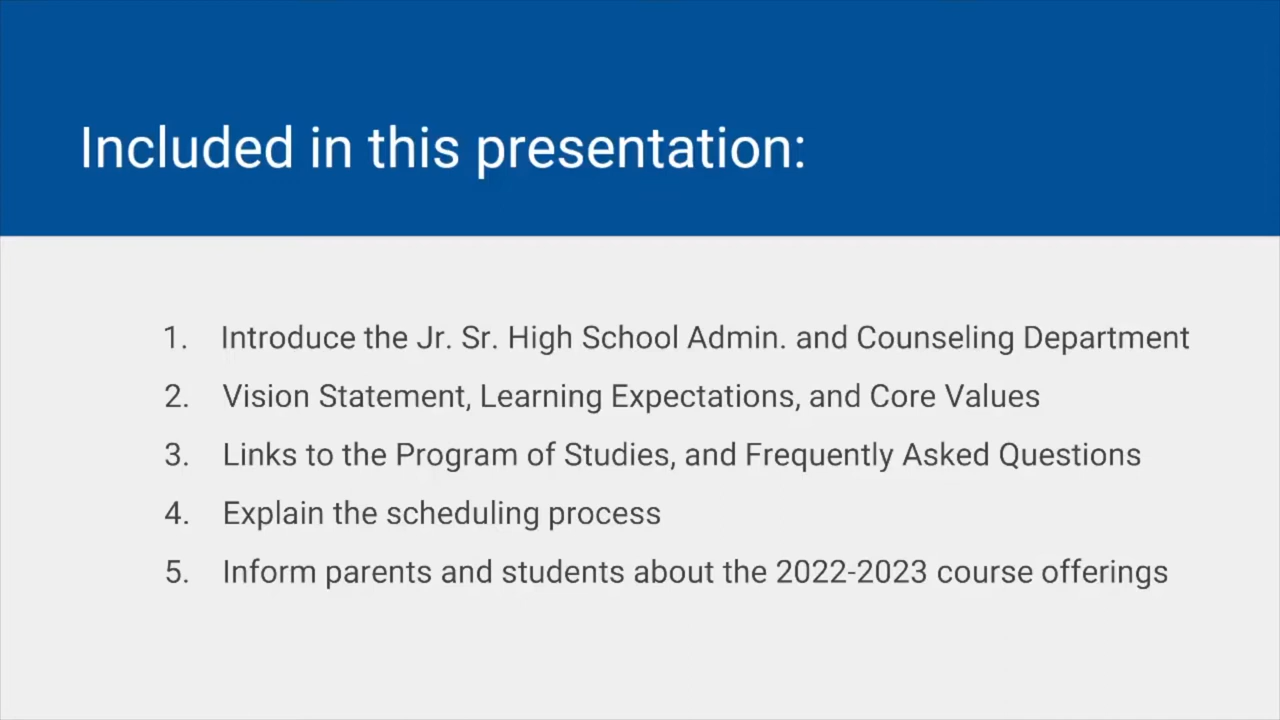 Included in this presentation:
1. Introduce the Jr. Sr. High School Admin. and Counseling Department
2. Vision Statement, Learning Expectations, and Core Values
3. Links to the Program of Studies, and Frequently Asked Questions
4. Explain the scheduling process
5. Inform parents and students about the 2022-2023 course offerings